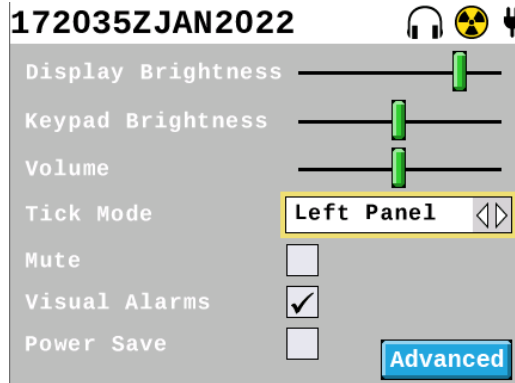 172035ZJAN2022
Display Brightness
Keypad Brightness
Volume
Tick Mode Left Panel
Mute
Visual Alarms
Power Save
Advanced